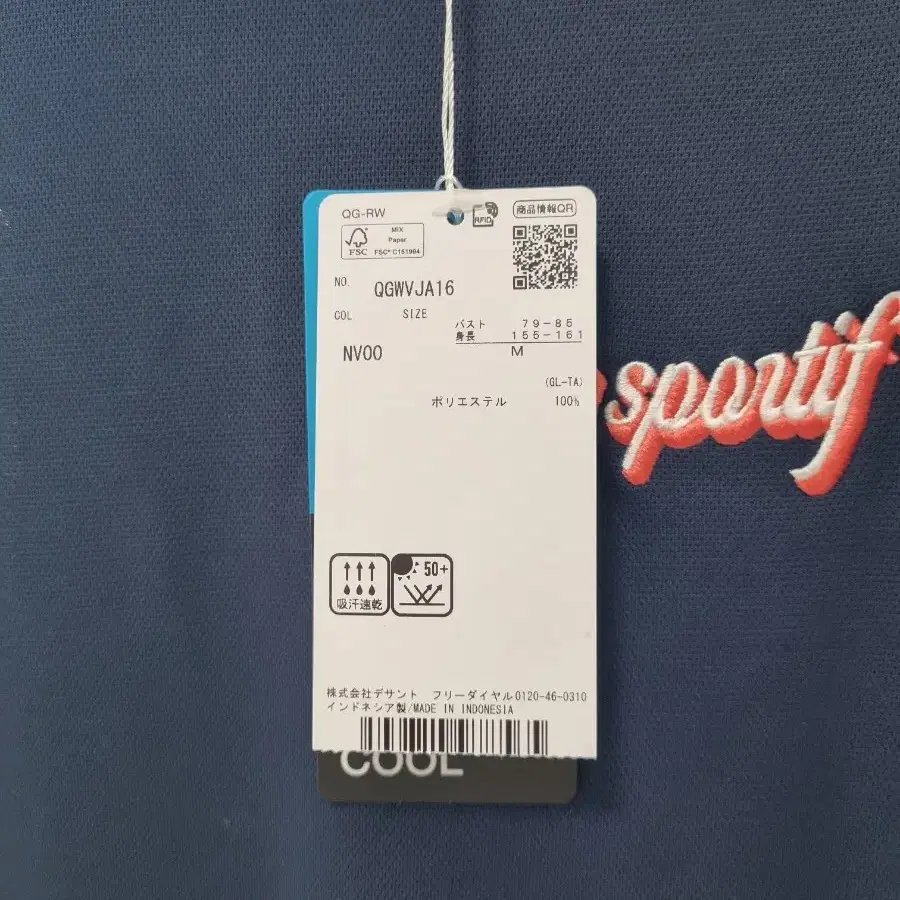 QG-RW
RFID
商品情報QR
FSC
MIX
Paper
FSC® C151904
NO. QGWVJA16
COL SIZE
バスト 79-85
身長 155-161
NV00 M
(GL-TA)
ポリエステル 100%
sportif
50+
吸汗速乾
株式会社デサント フリーダイヤル0120-46-0310
インドネシア製/MADE IN INDONESIA
COOL